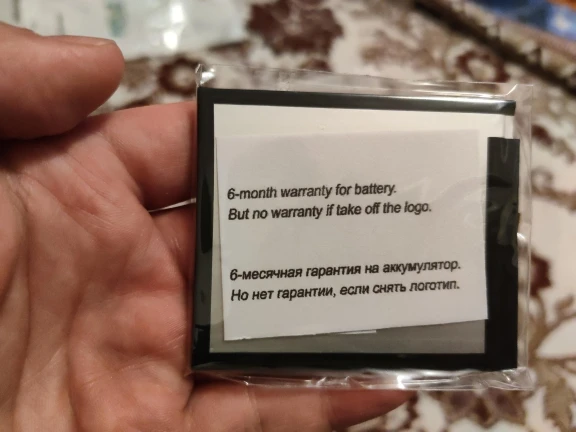 6-month warranty for battery.
But no warranty if take off the logo.
6-месячная гарантия на аккумулятор.
Но нет гарантии, если снять логотип.